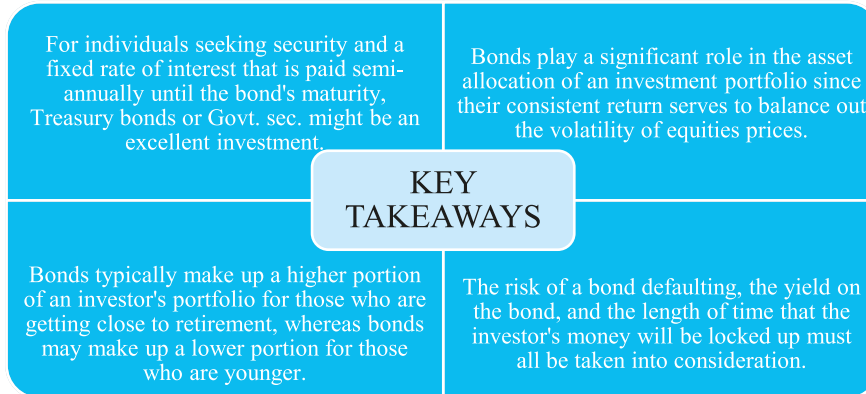 For individuals seeking security and a
fixed rate of interest that is paid semi-
annually until the bond's maturity,
Treasury bonds or Govt. sec. might be an
excellent investment.
Bonds play a significant role in the asset
allocation of an investment portfolio since
their consistent return serves to balance out
the volatility of equities prices.
KEY
TAKEAWAYS
Bonds typically make up a higher portion
of an investor's portfolio for those who are
getting close to retirement, whereas bonds
may make up a lower portion for those
who are younger.
The risk of a bond defaulting, the yield on
the bond, and the length of time that the
investor's money will be locked up must
all be taken into consideration.